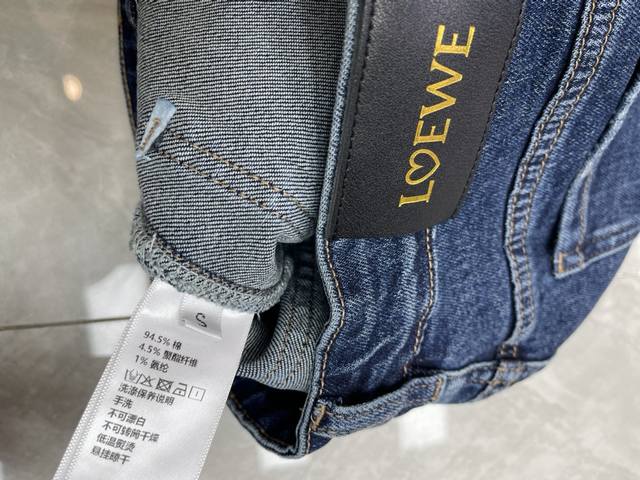 LOEWE
S
94.5% 棉
4.5% 聚酯纤维
1% 氨纶
洗涤保养说明
手洗
不可漂白
不可转筒干燥
低温熨烫
悬挂晾干